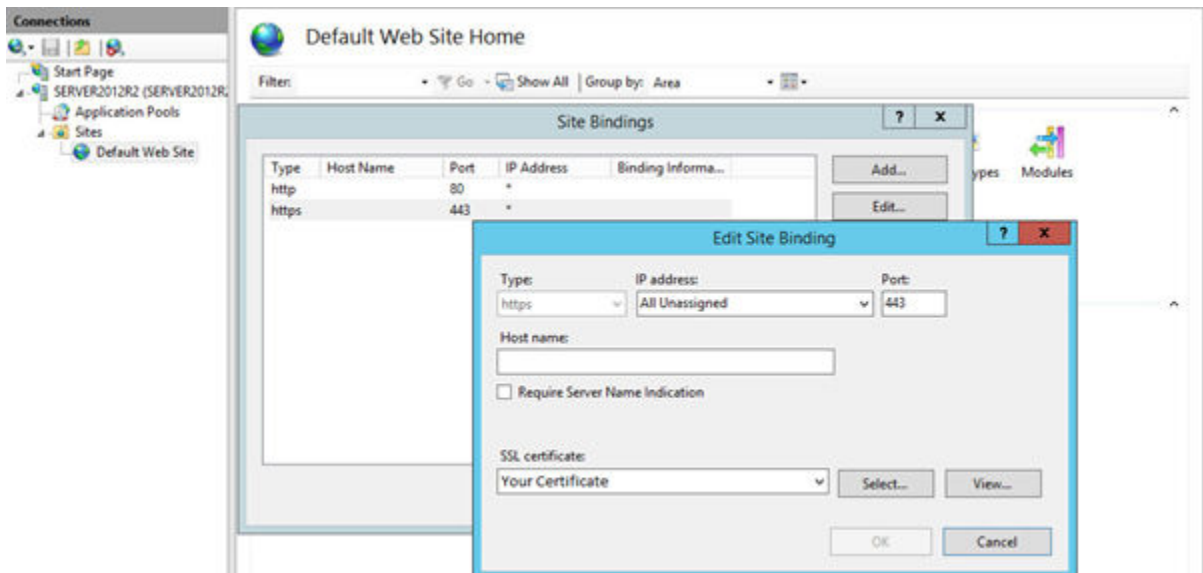 Connections
Start Page
SERVER2012R2 (SERVER2012R
Application Pools
Sites
Default Web Site
Default Web Site Home
Filter: Go Show All Group by: Area
Site Bindings ? x
Type Host Name Port IP Address Binding Informa...
http 80 *
https 443 *
Add...
Edit...
ypes Modules
Edit Site Binding ? x
Type: IP address: Port:
https All Unassigned 443
Host name:
Require Server Name Indication
SSL certificate:
Your Certificate Select... View...
OK Cancel